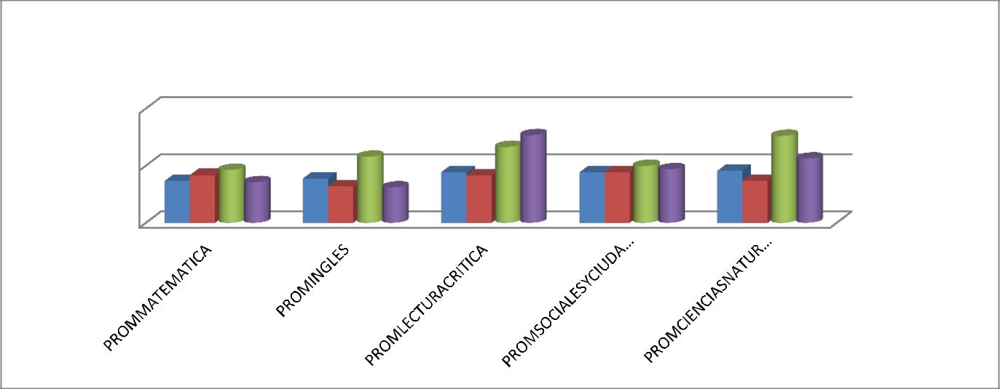 PROMMATEMATICA
PROMINGLES
PROMLECTURACRITICA
PROMSOCIALESYCIUDA...
PROMCIENCIASNATUR...